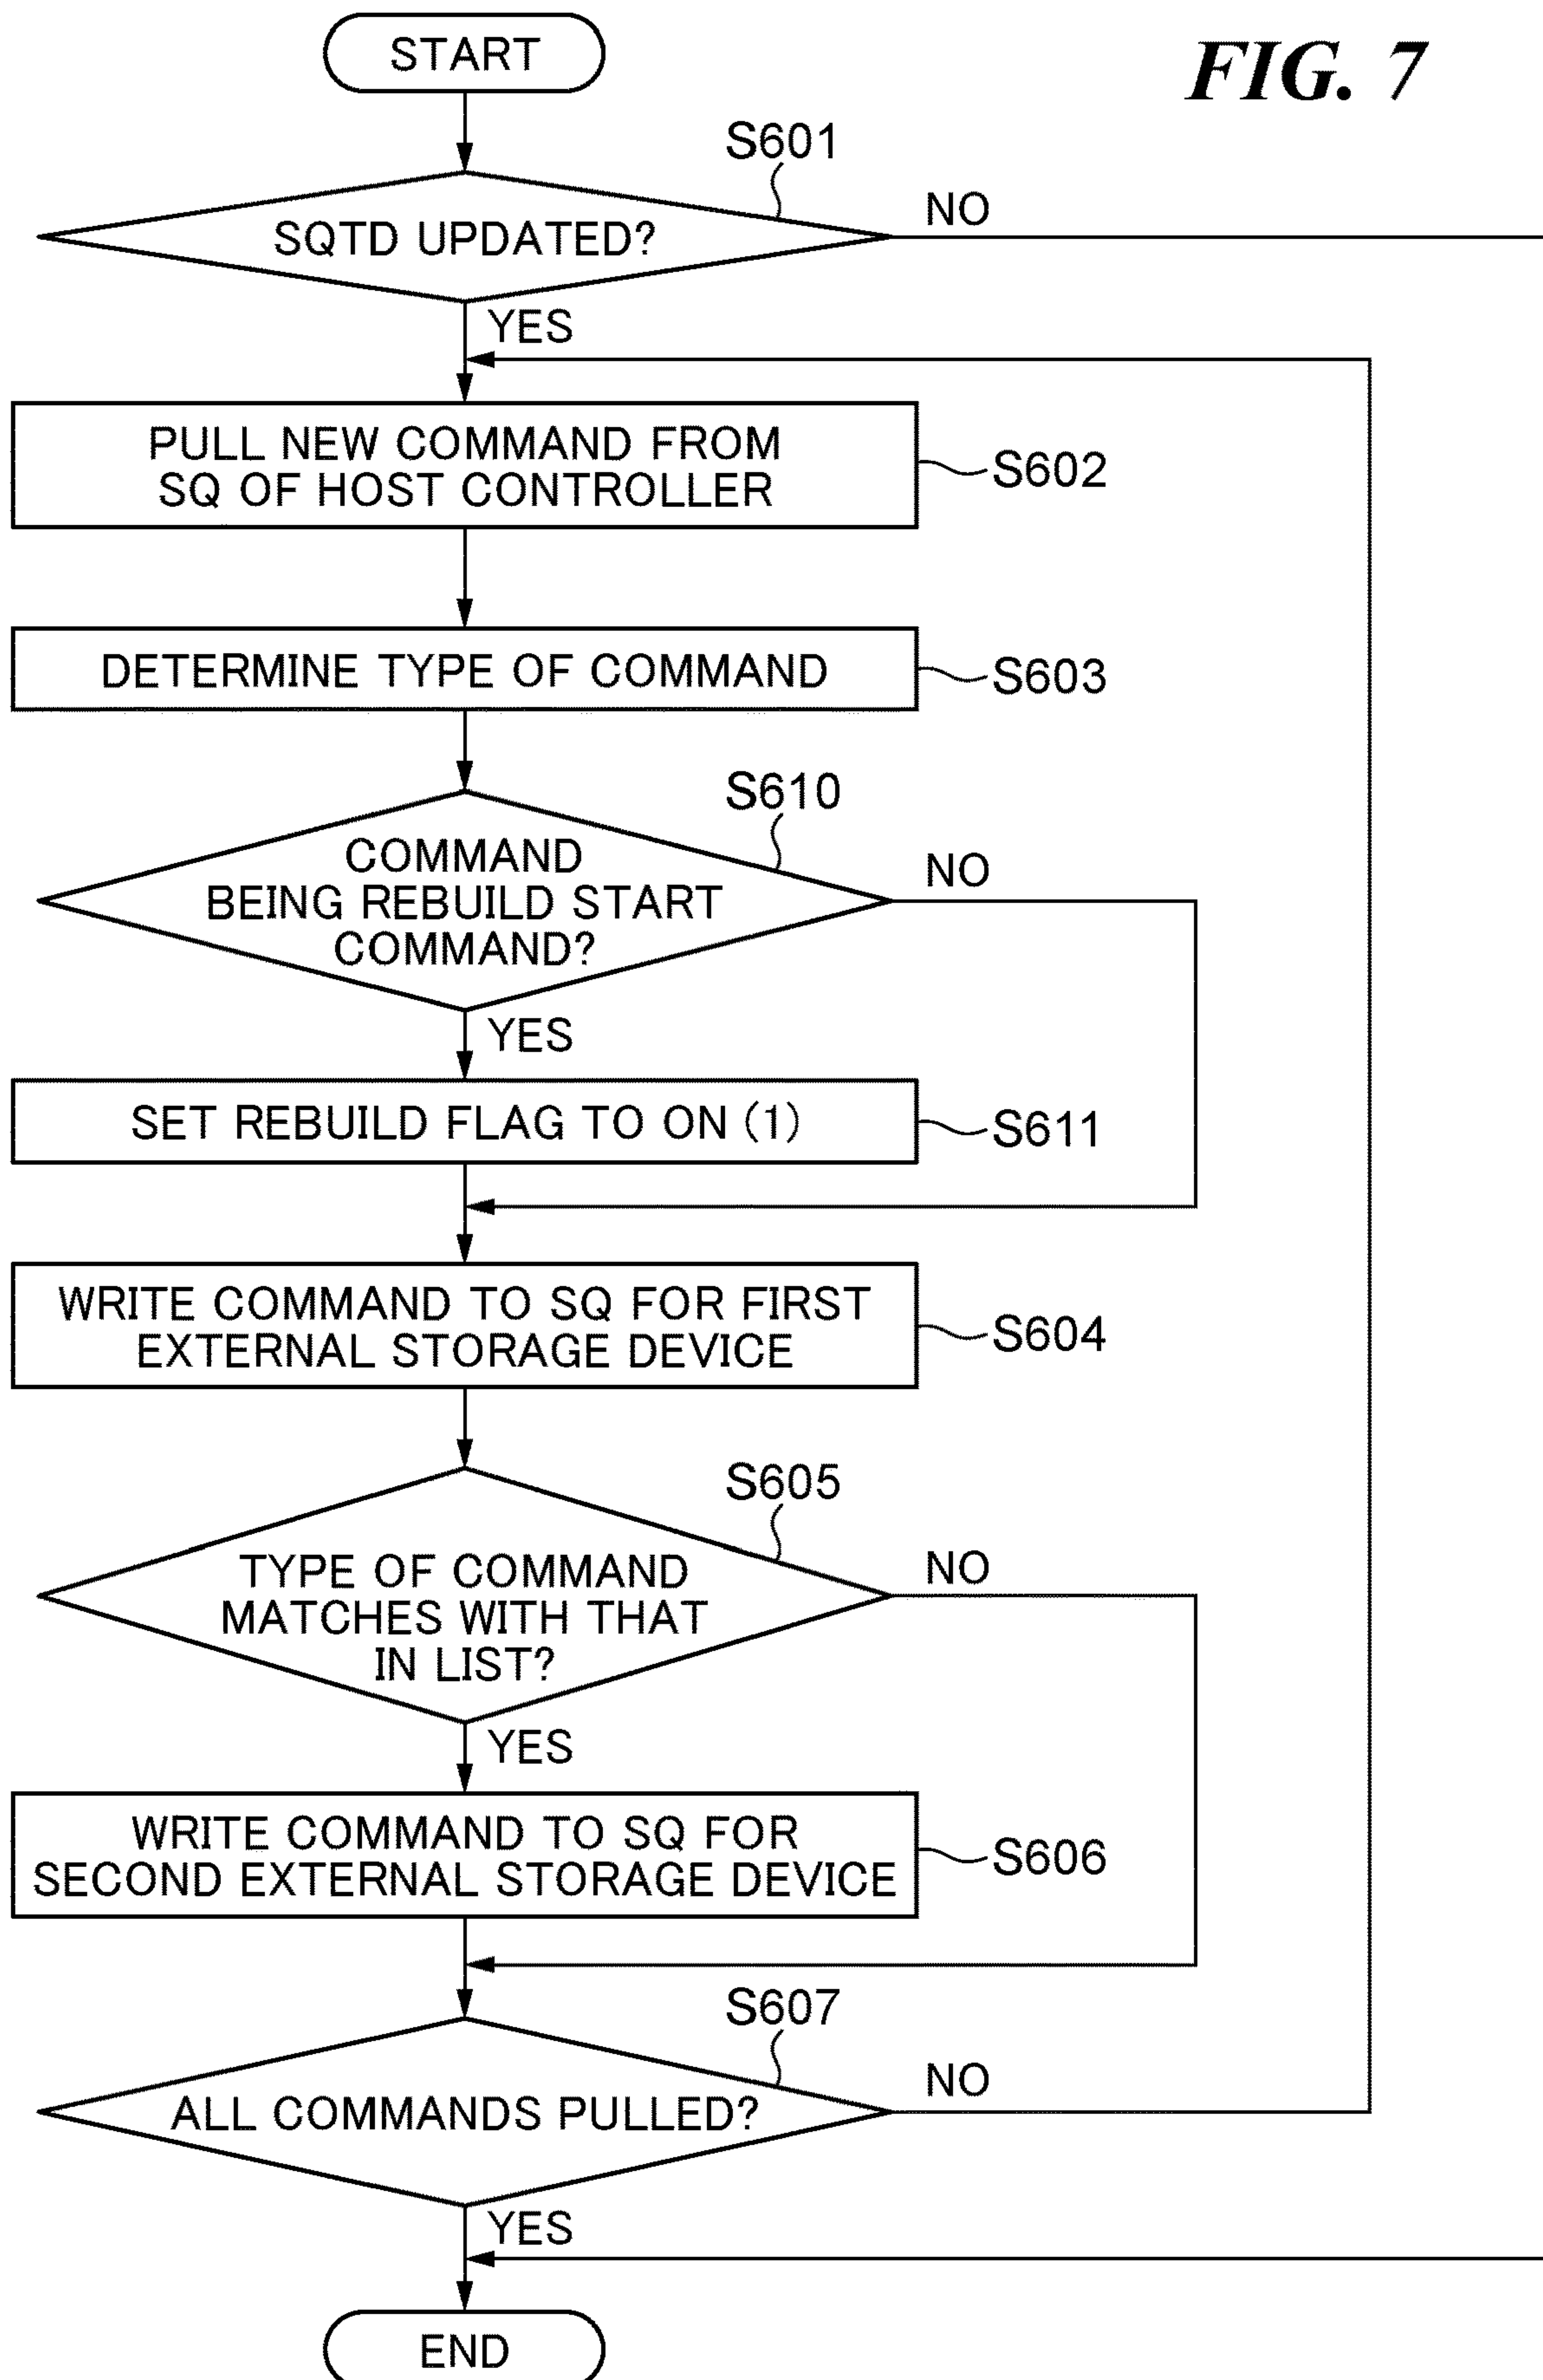 FIG. 7
START
S601
SQTD UPDATED?
NO
YES
PULL NEW COMMAND FROM
SQ OF HOST CONTROLLER
S602
DETERMINE TYPE OF COMMAND
S603
S610
COMMAND
BEING REBUILD START
COMMAND?
NO
YES
SET REBUILD FLAG TO ON (1)
S611
WRITE COMMAND TO SQ FOR FIRST
EXTERNAL STORAGE DEVICE
S604
S605
TYPE OF COMMAND
MATCHES WITH THAT
IN LIST?
NO
YES
WRITE COMMAND TO SQ FOR
SECOND EXTERNAL STORAGE DEVICE
S606
S607
ALL COMMANDS PULLED?
NO
YES
END